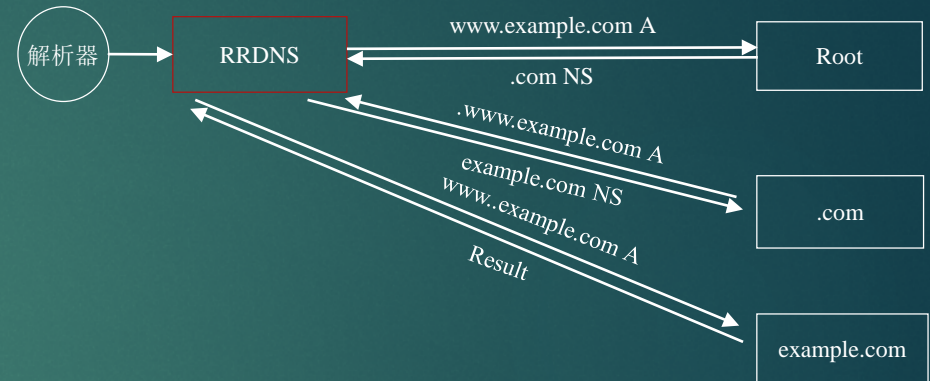 解析器
RRDNS
www.example.com A
.com NS
Root
.www.example.com A
example.com NS
.com
www..example.com A
Result
example.com